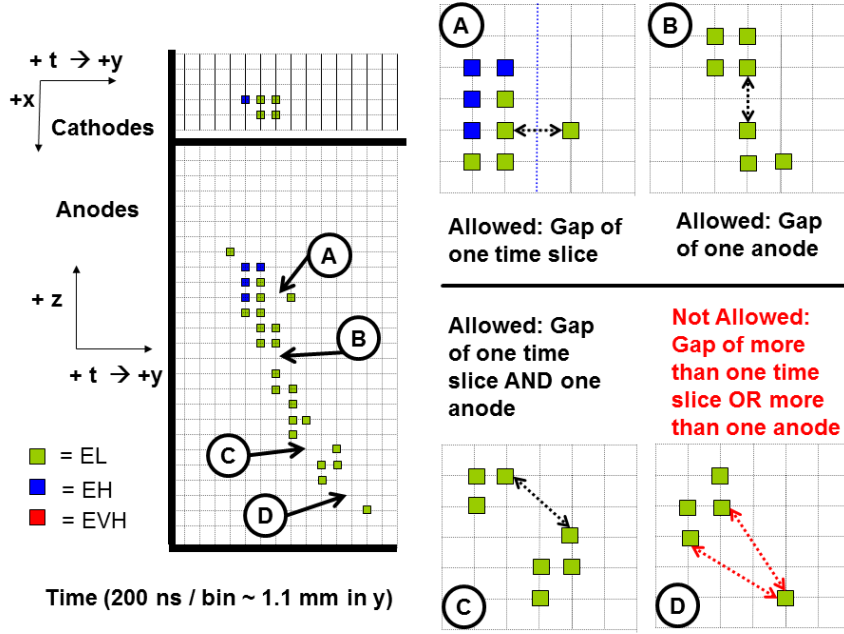 + t → +y
+x
Cathodes
Anodes
+ z
+ t → +y
A
B
C
D
= EL
= EH
= EVH
Time (200 ns / bin ~ 1.1 mm in y)
A
Allowed: Gap of
one time slice
B
Allowed: Gap
of one anode
Allowed: Gap
of one time
slice AND one
anode
C
Not Allowed:
Gap of more
than one time
slice OR more
than one anode
D